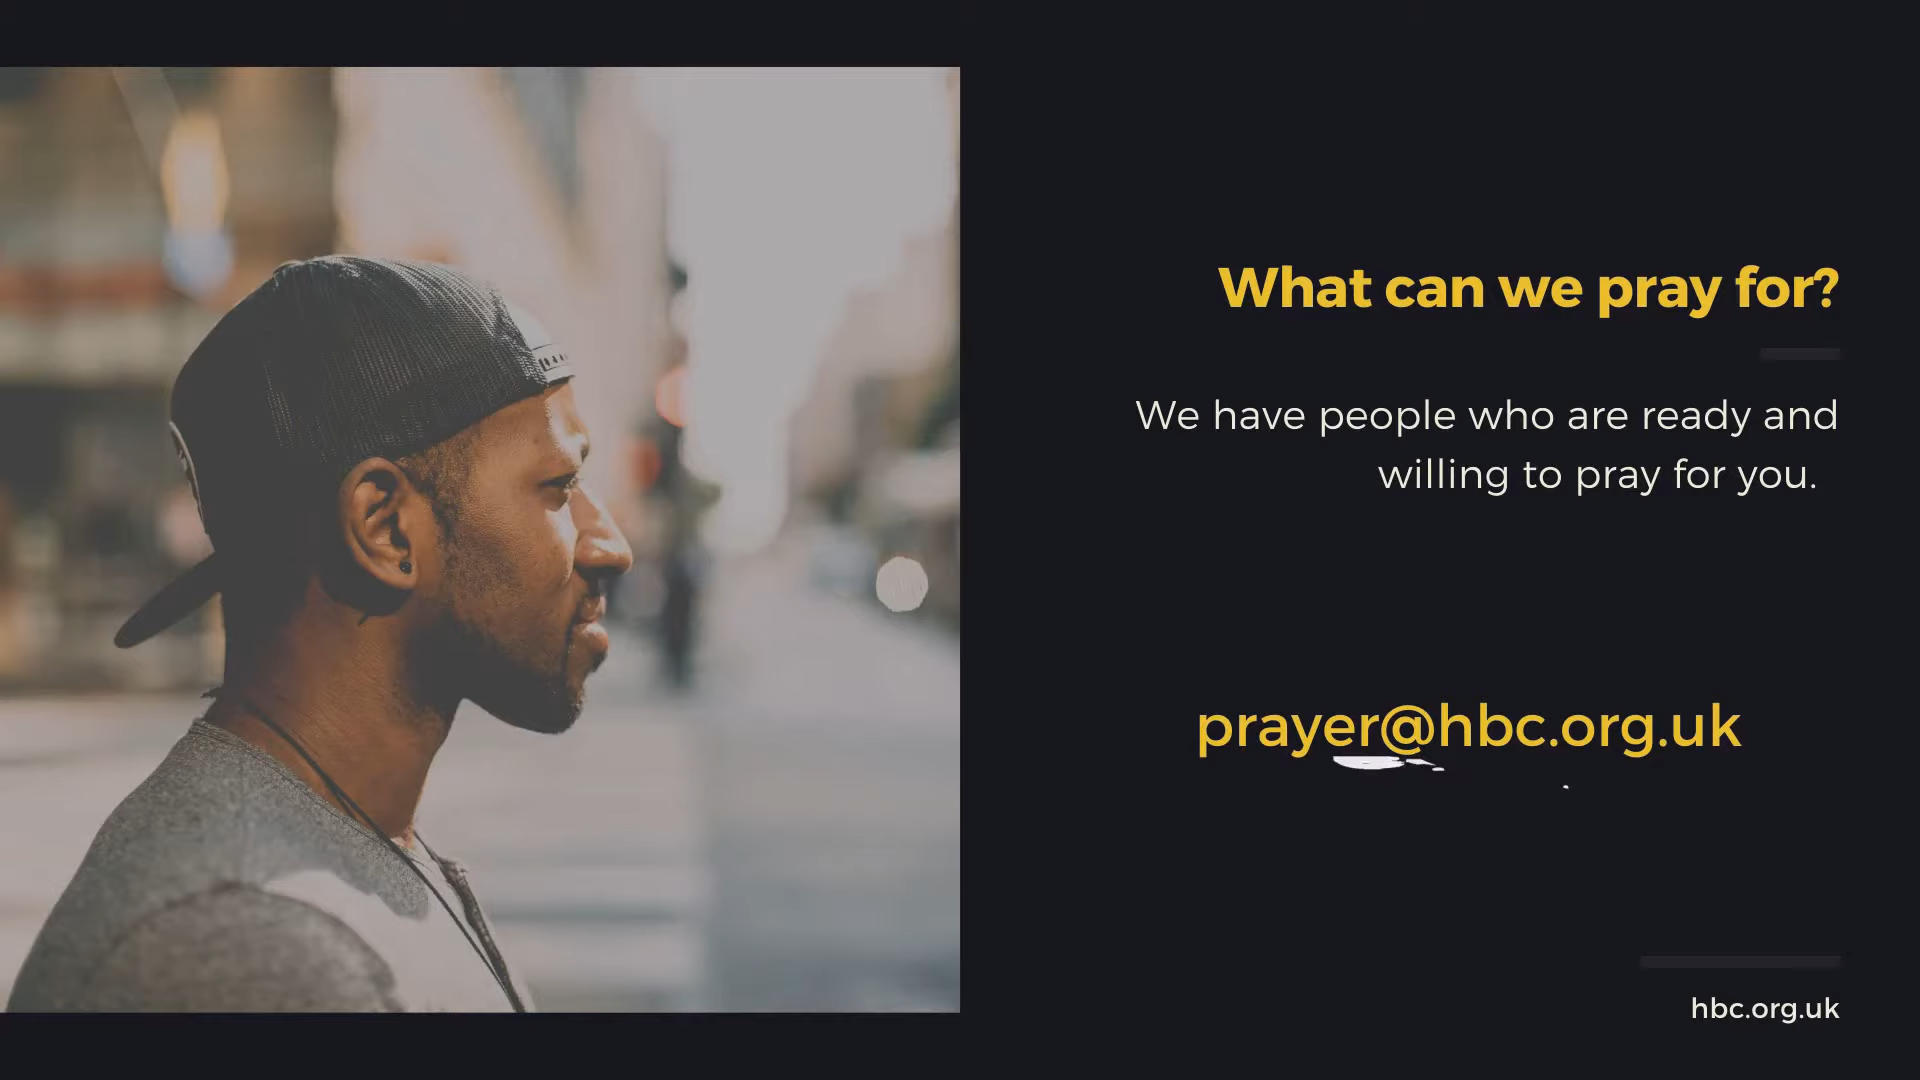 What can we pray for?
We have people who are ready and
willing to pray for you.
prayer@hbc.org.uk
hbc.org.uk